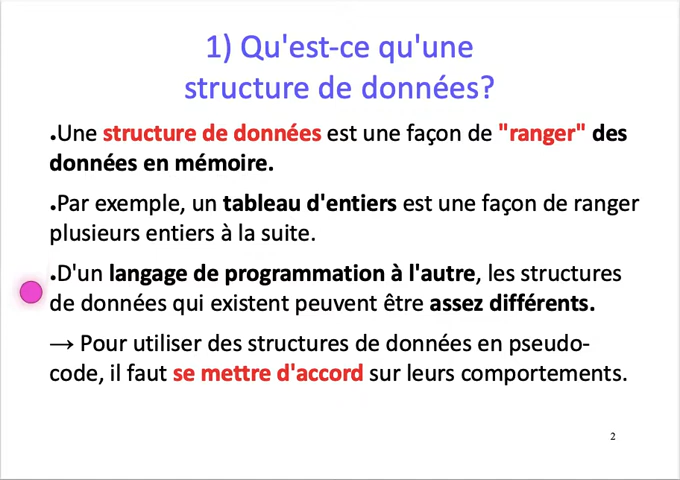 1) Qu'est-ce qu'une
structure de données?
•Une structure de données est une façon de "ranger" des
données en mémoire.
•Par exemple, un tableau d'entiers est une façon de ranger
plusieurs entiers à la suite.
•D'un langage de programmation à l'autre, les structures
de données qui existent peuvent être assez différents.
→ Pour utiliser des structures de données en pseudo-
code, il faut se mettre d'accord sur leurs comportements.
2